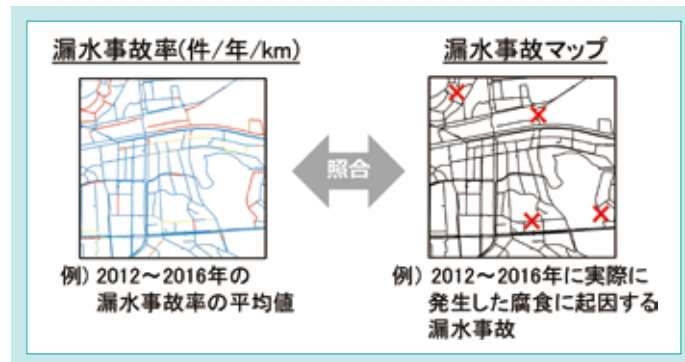 漏水事故率(件/年/km)
漏水事故マップ
照合
例) 2012～2016年の
漏水事故率の平均値
例) 2012～2016年に実際に
発生した腐食に起因する
漏水事故